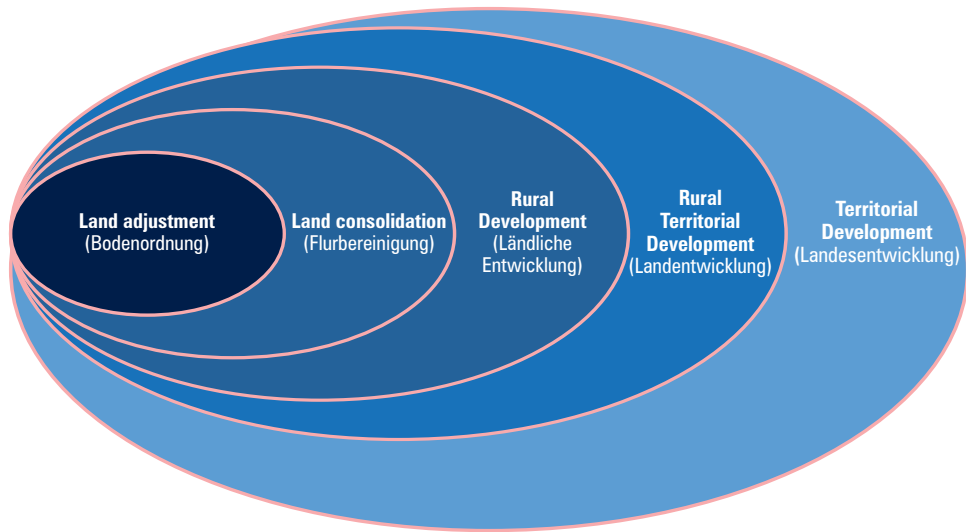 Land adjustment
(Bodenordnung)
Land consolidation
(Flurbereinigung)
Rural
Development
(Ländliche
Entwicklung)
Rural
Territorial
Development
(Landentwicklung)
Territorial
Development
(Landesentwicklung)